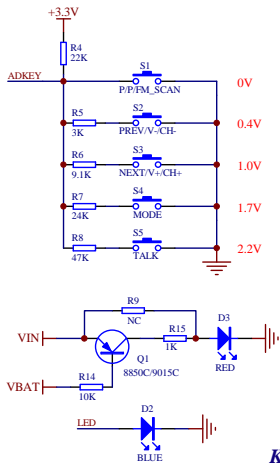 +3.3V
R4
22K
ADKEY
S1
P/P/FM_SCAN
0V
R5
3K
S2
PREV/V-/CH-
0.4V
R6
9.1K
S3
NEXT/V+/CH+
1.0V
R7
24K
S4
MODE
1.7V
R8
47K
S5
TALK
2.2V
R9
NC
VIN
R15
1K
D3
RED
Q1
8850C/9015C
VBAT
R14
10K
LED
D2
BLUE
K